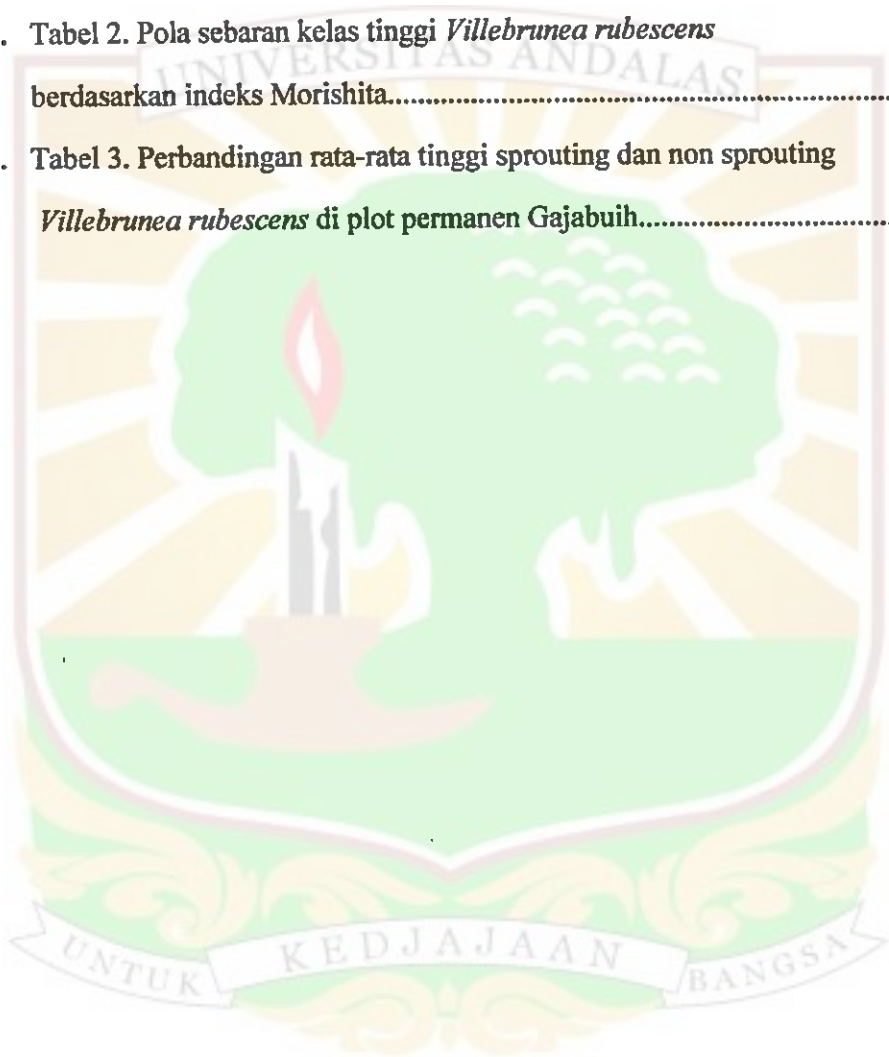 . Tabel 2. Pola sebaran kelas tinggi Villebrunea rubescens
berdasarkan indeks Morishita...............................................................
. Tabel 3. Perbandingan rata-rata tinggi sprouting dan non sprouting
Villebrunea rubescens di plot permanen Gajabuih................................
UNIVERSITAS ANDALAS
UNTUK KEDJAJAAN BANGSA